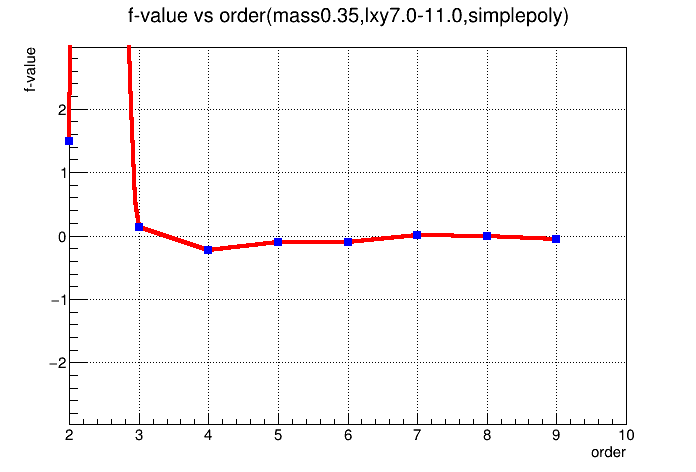 f-value vs order(mass0.35,lxy7.0-11.0,simplepoly)
f-value
2
1
0
−1
−2
2 3 4 5 6 7 8 9 10
order